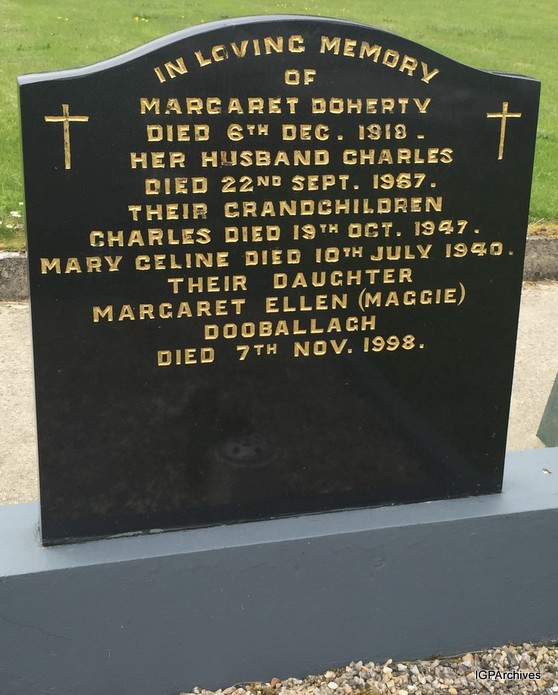 IN LOVING MEMORY
OF
MARGARET DOHERTY
DIED 6TH DEC. 1918.
HER HUSBAND CHARLES
DIED 22ND SEPT. 1967.
THEIR GRANDCHILDREN
CHARLES DIED 19TH OCT. 1947.
MARY CELINE DIED 10TH JULY 1940.
THEIR DAUGHTER
MARGARET ELLEN (MAGGIE)
DOOBALLAGH
DIED 7TH NOV. 1998.
IGPArchives